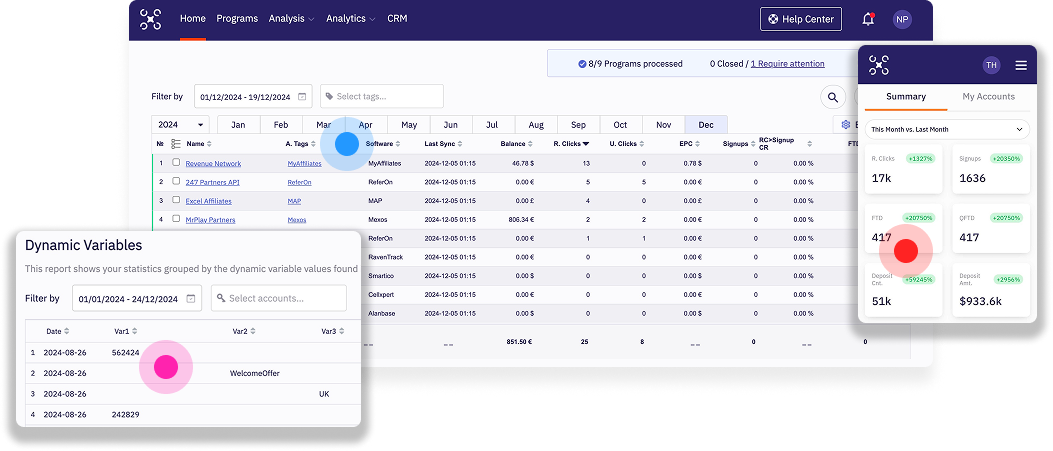 Home Programs Analysis Analytics CRM Help Center NP
8/9 Programs processed 0 Closed / 1 Require attention
Filter by 01/12/2024 - 19/12/2024 Select tags...
2024 Jan Feb Mar Apr May Jun Jul Aug Sep Oct Nov Dec
№ Name A. Tags Software Last Sync Balance R. Clicks U. Clicks EPC Signups RC>Signup CR
1 Revenue Network MyAffiliates MyAffiliates 2024-12-05 01:15 46.78 $ 13 0 0.78 $ 0 0.00 %
2 247 Partners API ReferOn ReferOn 2024-12-05 01:15 0.00 € 5 5 0.00 € 0 0.00 %
3 Excel Affiliates MAP MAP 2024-12-05 01:15 0.00 £ 4 0 0.00 € 0 0.00 %
4 MrPlay Partners Mexos Mexos 2024-12-05 01:15 806.34 € 2 2 0.00 € 0 0.00 %
ReferOn 2024-12-05 01:15 0.00 € 1 1 0.00 € 0 0.00 %
RavenTrack 2024-12-05 01:15 0.00 $ 0 0 0.00 $ 0 0.00 %
Smartico 2024-12-05 01:15 0.00 $ 0 0 0.00 $ 0 0.00 %
Cellxpert 2024-12-05 01:15 0.00 € 0 0 0.00 € 0 0.00 %
Alanbase 2024-12-05 01:15 0.00 $ 0 0 0.00 $ 0 0.00 %
-- -- 851.50 € 25 8 -- 0 -- 0
Dynamic Variables
This report shows your statistics grouped by the dynamic variable values found
Filter by 01/01/2024 - 24/12/2024 Select accounts...
Date Var1 Var2 Var3
1 2024-08-26 562424
2 2024-08-26 WelcomeOffer
3 2024-08-26 UK
4 2024-08-26 242829
TH
Summary My Accounts
This Month vs. Last Month
R. Clicks +1327% Signups +20350%
17k 1636
FTD +20750% QFTD +20750%
417 417
Deposit Cnt. +59245% Deposit Amt. +2956%
51k $933.6k